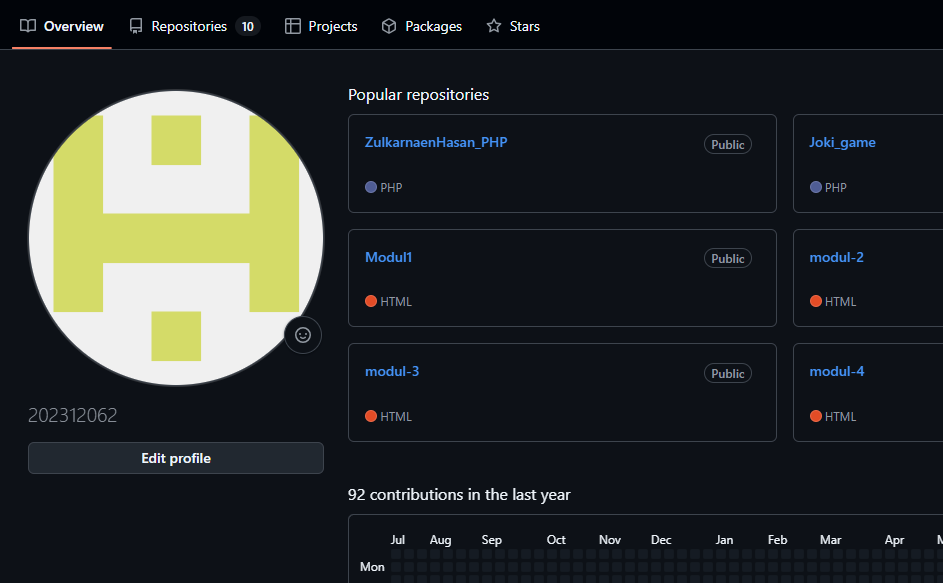 Overview Repositories 10 Projects Packages Stars
202312062
Edit profile
Popular repositories
ZulkarnaenHasan_PHP Public
PHP
Joki_game
PHP
Modul1 Public
HTML
modul-2
HTML
modul-3 Public
HTML
modul-4
HTML
92 contributions in the last year
Jul Aug Sep Oct Nov Dec Jan Feb Mar Apr
Mon